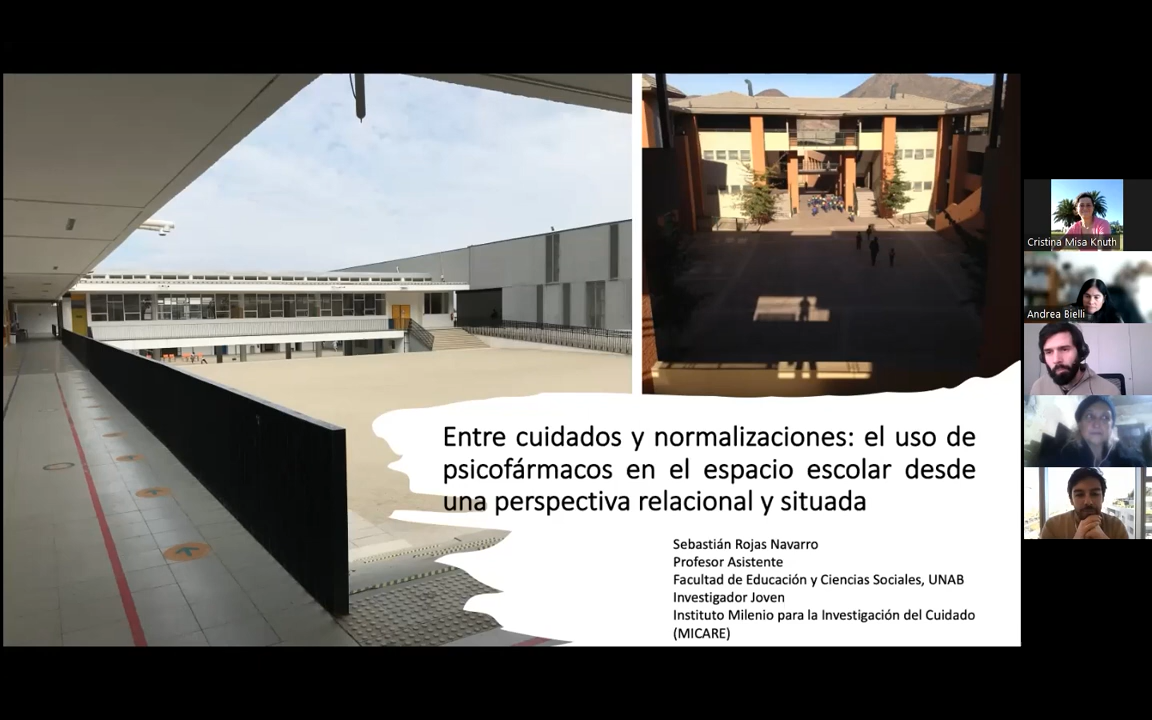 Entre cuidados y normalizaciones: el uso de
psicofármacos en el espacio escolar desde
una perspectiva relacional y situada
Sebastián Rojas Navarro
Profesor Asistente
Facultad de Educación y Ciencias Sociales, UNAB
Investigador Joven
Instituto Milenio para la Investigación del Cuidado
(MICARE)
Cristina Misa Knuth
Andrea Bielli